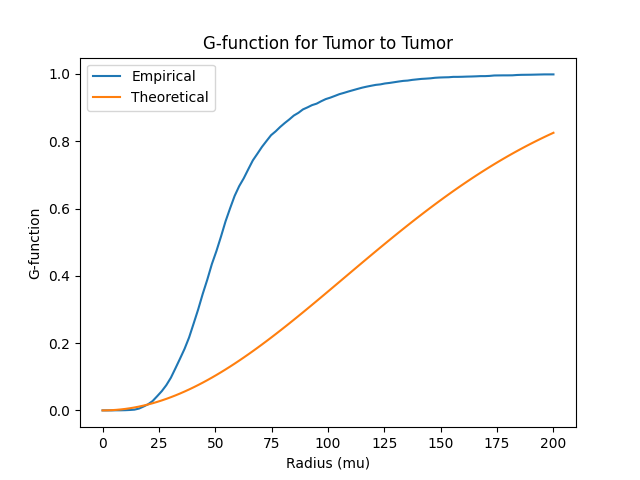 G-function for Tumor to Tumor
Empirical
Theoretical
1.0
0.8
0.6
0.4
0.2
0.0
G-function
0 25 50 75 100 125 150 175 200
Radius (mu)